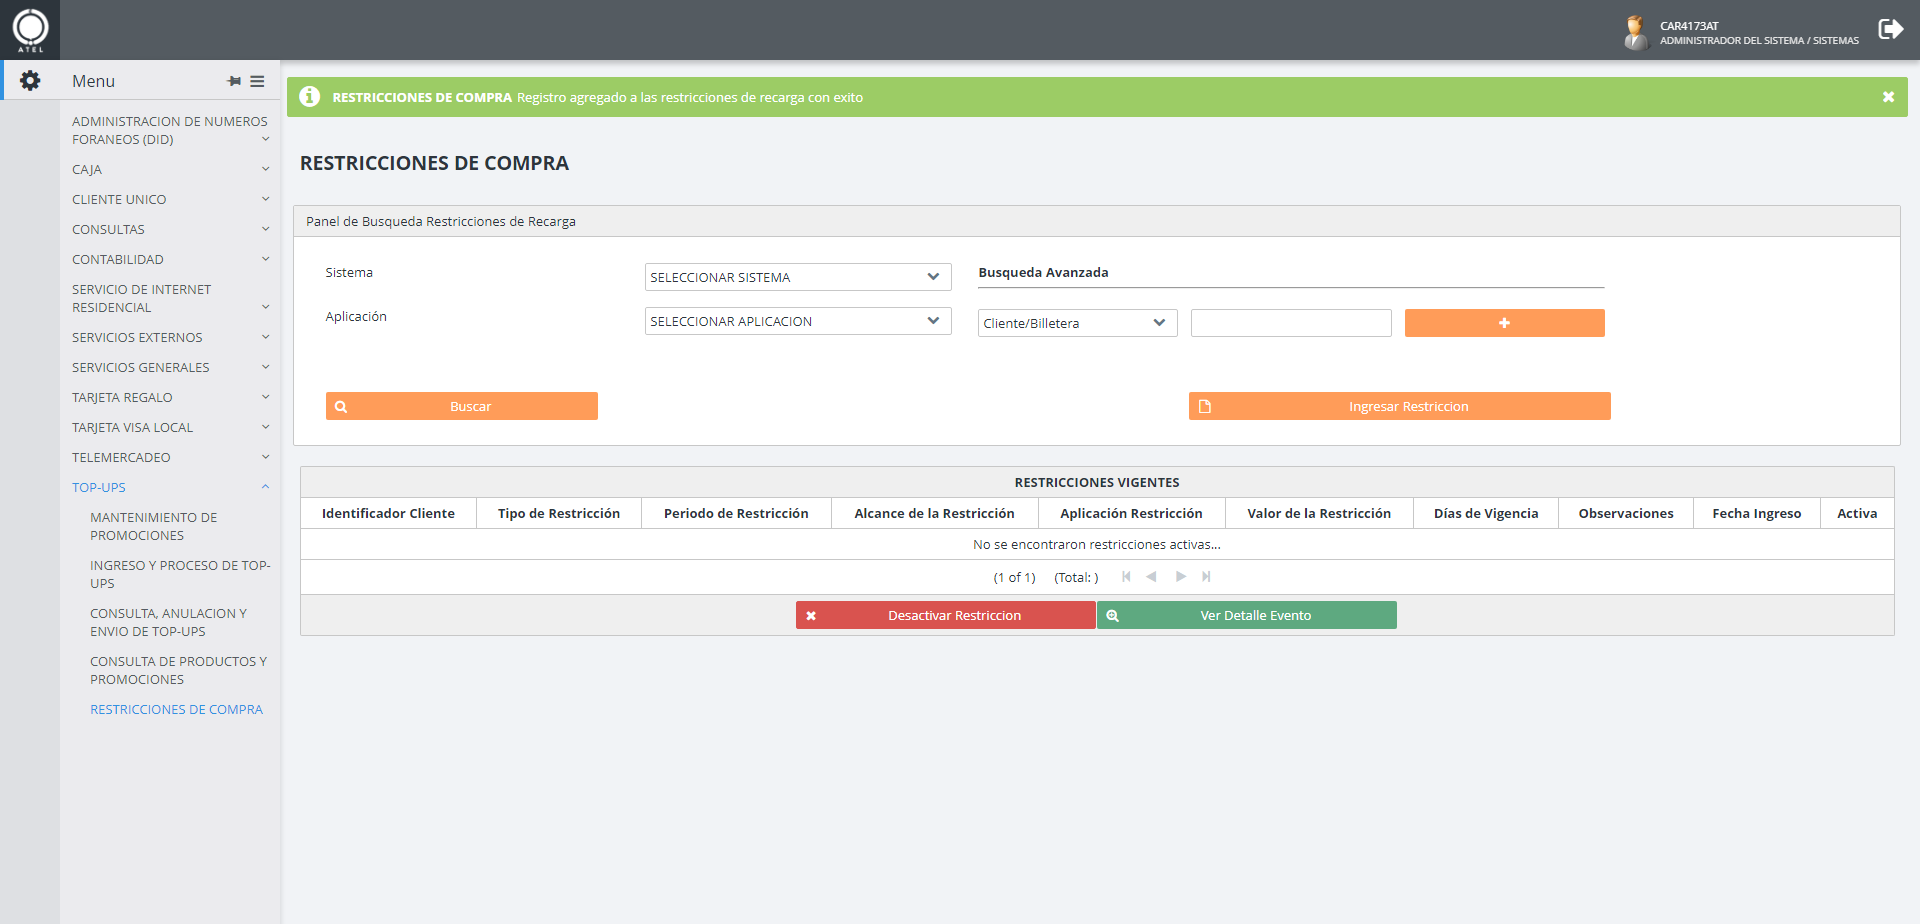 ATEL
CAR4173AT
ADMINISTRADOR DEL SISTEMA / SISTEMAS
Menu
ADMINISTRACION DE NUMEROS
FORANEOS (DID)
CAJA
CLIENTE UNICO
CONSULTAS
CONTABILIDAD
SERVICIO DE INTERNET
RESIDENCIAL
SERVICIOS EXTERNOS
SERVICIOS GENERALES
TARJETA REGALO
TARJETA VISA LOCAL
TELEMERCADEO
TOP-UPS
MANTENIMIENTO DE
PROMOCIONES
INGRESO Y PROCESO DE TOP-
UPS
CONSULTA, ANULACION Y
ENVIO DE TOP-UPS
CONSULTA DE PRODUCTOS Y
PROMOCIONES
RESTRICCIONES DE COMPRA
RESTRICCIONES DE COMPRA Registro agregado a las restricciones de recarga con exito
RESTRICCIONES DE COMPRA
Panel de Busqueda Restricciones de Recarga
Sistema SELECCIONAR SISTEMA Busqueda Avanzada
Aplicación SELECCIONAR APLICACION Cliente/Billetera
Buscar Ingresar Restriccion
RESTRICCIONES VIGENTES
Identificador Cliente Tipo de Restricción Periodo de Restricción Alcance de la Restricción Aplicación Restricción Valor de la Restricción Días de Vigencia Observaciones Fecha Ingreso Activa
No se encontraron restricciones activas...
(1 of 1) (Total: )
Desactivar Restriccion Ver Detalle Evento